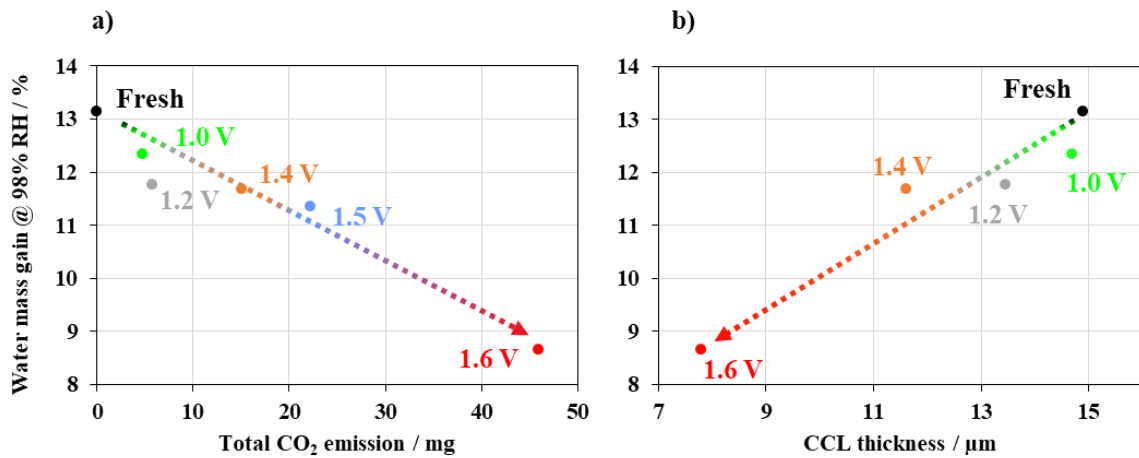 a)
Water mass gain @ 98% RH / %
14
13
12
11
10
9
8
Fresh
1.0 V
1.2 V
1.4 V
1.5 V
1.6 V
0 10 20 30 40 50
Total CO₂ emission / mg
b)
14
13
12
11
10
9
8
Fresh
1.4 V
1.0 V
1.2 V
1.6 V
7 9 11 13 15
CCL thickness / µm